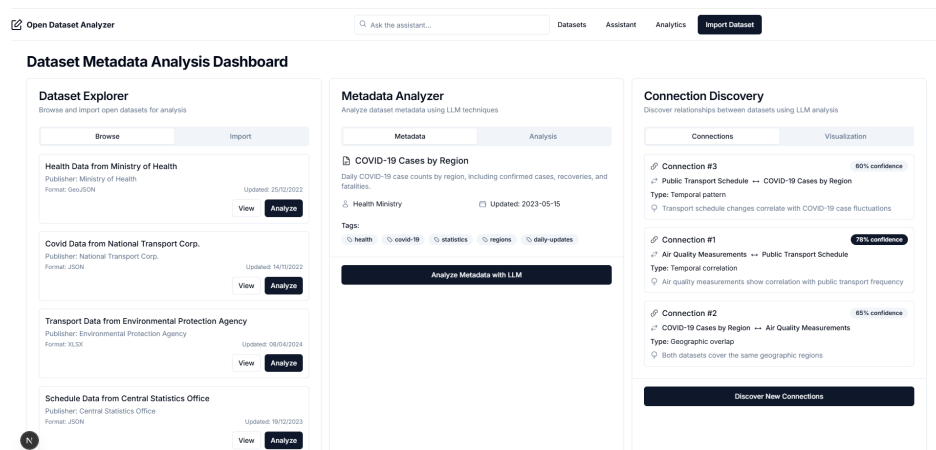 Open Dataset Analyzer
Ask the assistant...
Datasets
Assistant
Analytics
Import Dataset
Dataset Metadata Analysis Dashboard
Dataset Explorer
Browse and import open datasets for analysis
Browse
Import
Health Data from Ministry of Health
Publisher: Ministry of Health
Format: GeoJSON
Updated: 25/12/2022
View
Analyze
Covid Data from National Transport Corp.
Publisher: National Transport Corp.
Format: JSON
Updated: 14/11/2022
View
Analyze
Transport Data from Environmental Protection Agency
Publisher: Environmental Protection Agency
Format: XLSX
Updated: 08/04/2024
View
Analyze
Schedule Data from Central Statistics Office
Publisher: Central Statistics Office
Format: JSON
Updated: 19/12/2023
View
Analyze
N
Metadata Analyzer
Analyze dataset metadata using LLM techniques
Metadata
Analysis
COVID-19 Cases by Region
Daily COVID-19 case counts by region, including confirmed cases, recoveries, and
fatalities.
Health Ministry
Updated: 2023-05-15
Tags:
health
covid-19
statistics
regions
daily-updates
Analyze Metadata with LLM
Connection Discovery
Discover relationships between datasets using LLM analysis
Connections
Visualization
Connection #3
60% confidence
Public Transport Schedule ↔ COVID-19 Cases by Region
Type: Temporal pattern
Transport schedule changes correlate with COVID-19 case fluctuations
Connection #1
78% confidence
Air Quality Measurements ↔ Public Transport Schedule
Type: Temporal correlation
Air quality measurements show correlation with public transport frequency
Connection #2
65% confidence
COVID-19 Cases by Region ↔ Air Quality Measurements
Type: Geographic overlap
Both datasets cover the same geographic regions
Discover New Connections